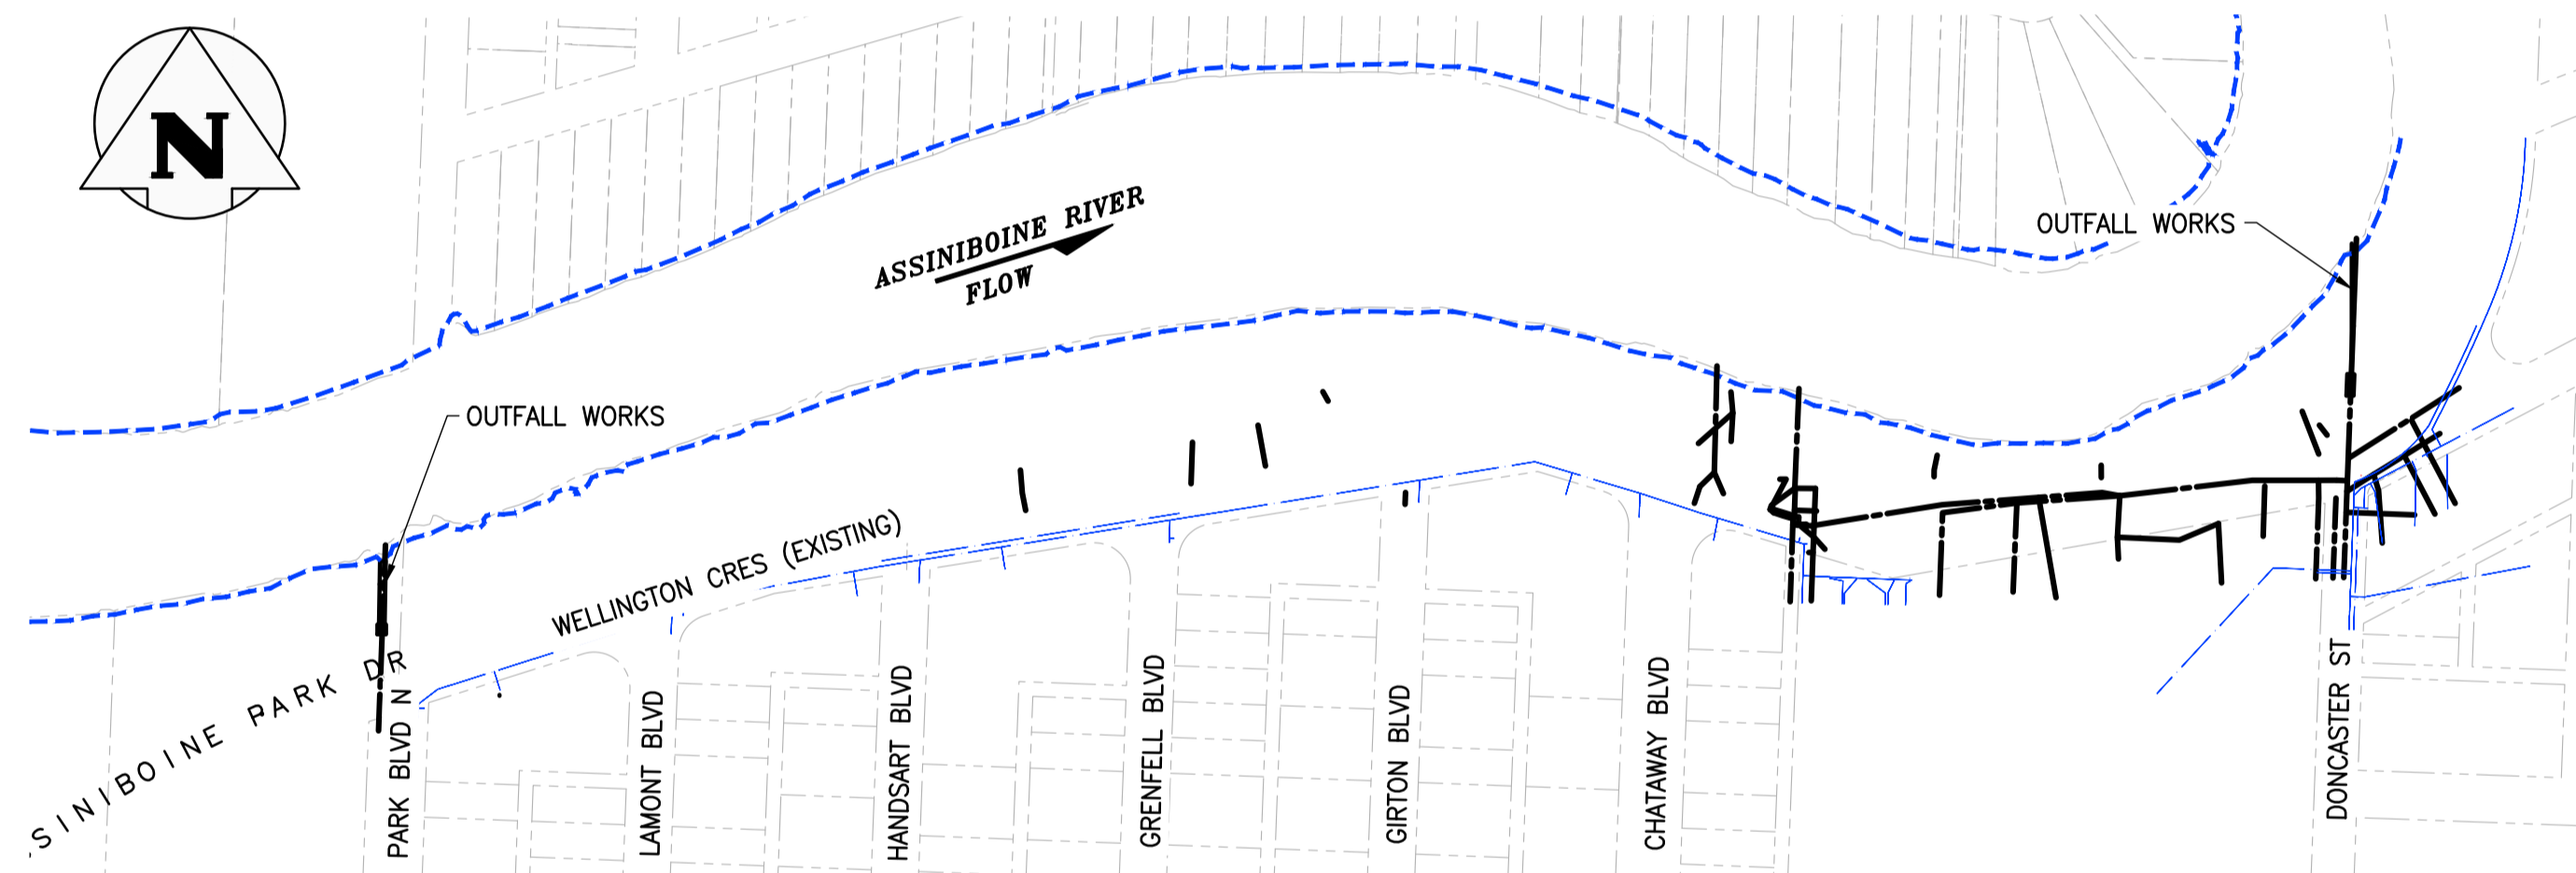 N
ASSINIBOINE RIVER
FLOW
OUTFALL WORKS
OUTFALL WORKS
WELLINGTON CRES (EXISTING)
SINIBOINE PARK DR
PARK BLVD N
LAMONT BLVD
HANDSART BLVD
GRENFELL BLVD
GIRTON BLVD
CHATAWAY BLVD
DONCASTER ST